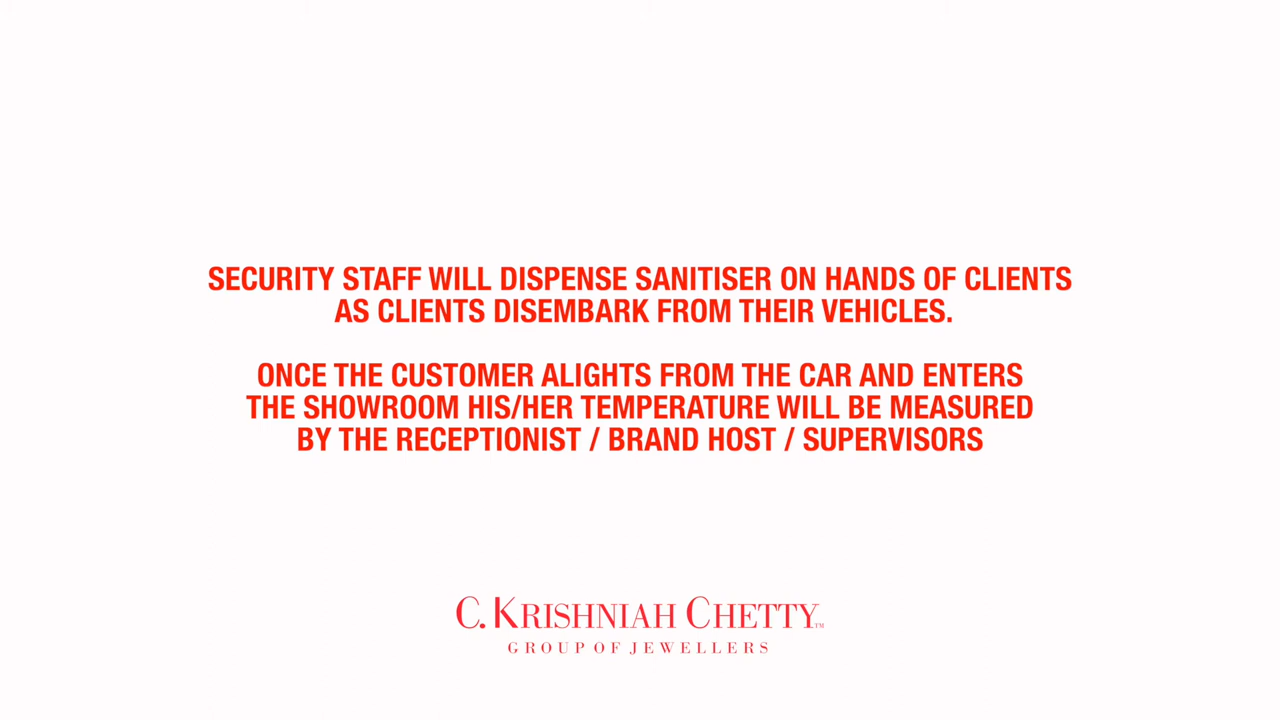 SECURITY STAFF WILL DISPENSE SANITISER ON HANDS OF CLIENTS
AS CLIENTS DISEMBARK FROM THEIR VEHICLES.
ONCE THE CUSTOMER ALIGHTS FROM THE CAR AND ENTERS
THE SHOWROOM HIS/HER TEMPERATURE WILL BE MEASURED
BY THE RECEPTIONIST / BRAND HOST / SUPERVISORS
C. KRISHNIAH CHETTY™
GROUP OF JEWELLERS